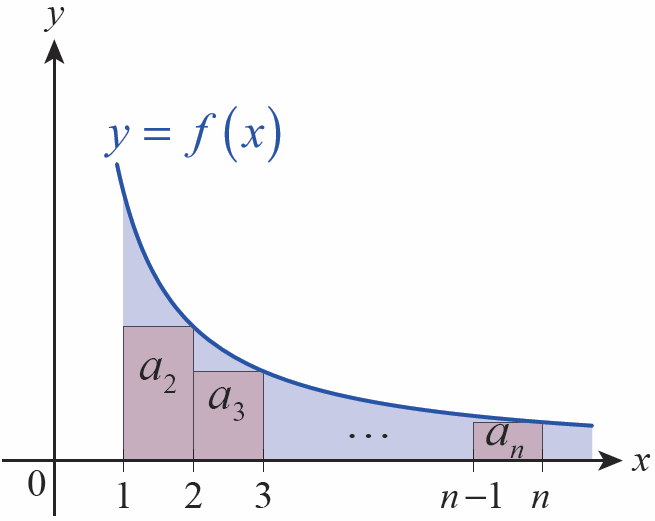 y
y = f(x)
a₂
a₃
...
aₙ
0
1 2 3 n−1 n
x